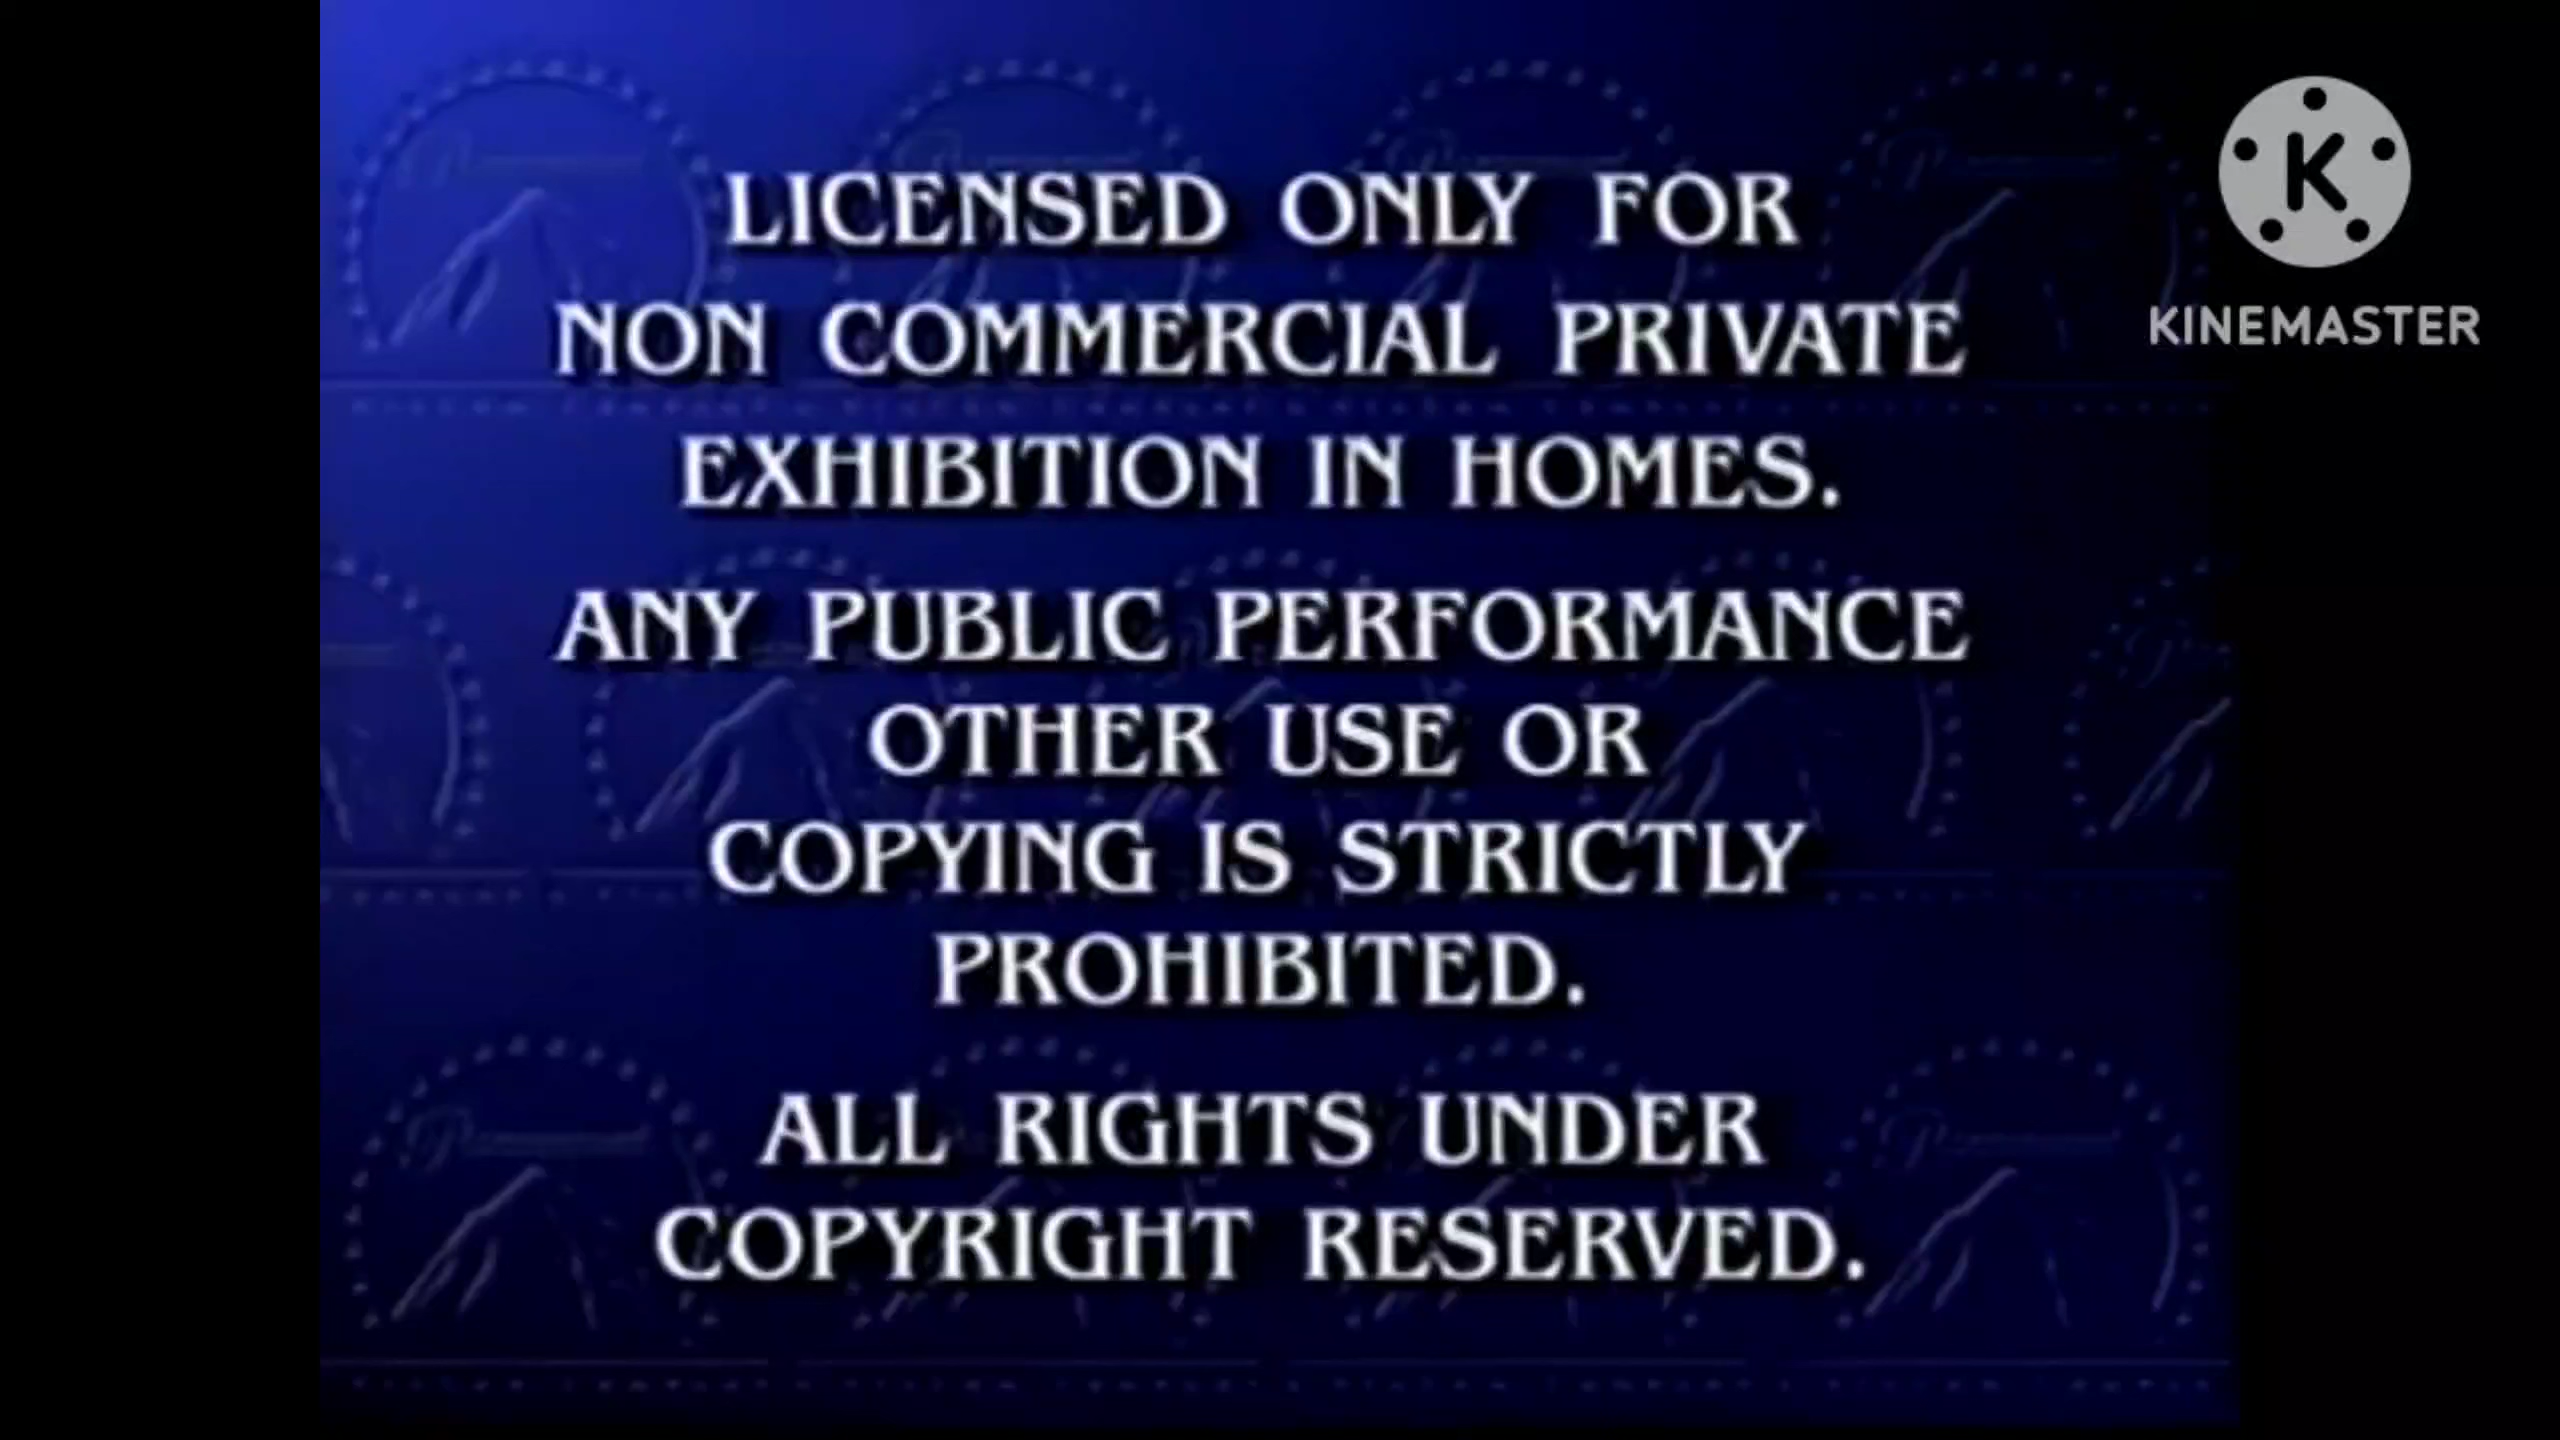 LICENSED ONLY FOR
NON COMMERCIAL PRIVATE
EXHIBITION IN HOMES.
ANY PUBLIC PERFORMANCE
OTHER USE OR
COPYING IS STRICTLY
PROHIBITED.
ALL RIGHTS UNDER
COPYRIGHT RESERVED.
K
KINEMASTER